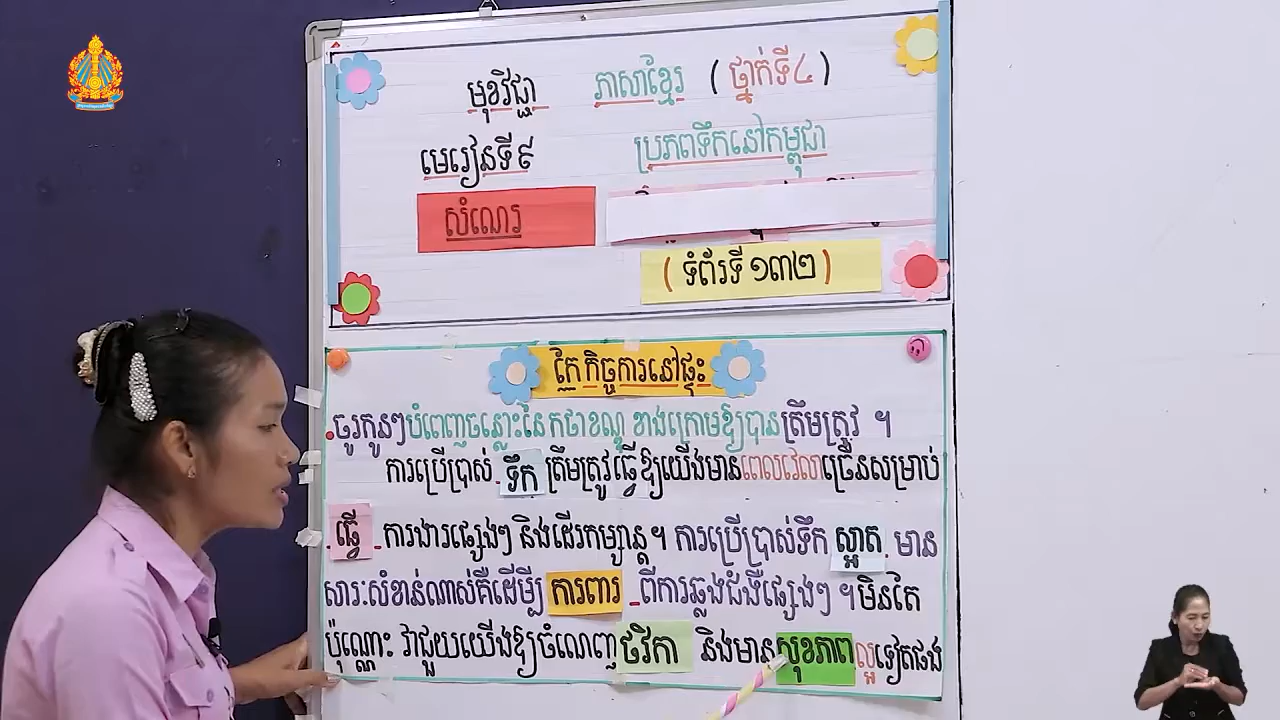 មុខវិជ្ជា ភាសាខ្មែរ (ថ្នាក់ទី៤)
មេរៀនទី៩ ប្រភពទឹកនៅកម្ពុជា
សំណេរ
(ទំព័រទី ១៣២)
កែកិច្ចការនៅផ្ទះ
ចូរកូនៗបំពេញចន្លោះនៃកថាខណ្ឌ ខាងក្រោមឱ្យបានត្រឹមត្រូវ ។
ការប្រើប្រាស់ ទឹក ត្រឹមត្រូវធ្វើឱ្យយើងមានពេលវេលាច្រើនសម្រាប់
ធ្វើ ការងារផ្សេងៗ និងដើរកម្សាន្ត។ ការប្រើប្រាស់ទឹក ស្អាត មាន
សារៈសំខាន់ណាស់គឺដើម្បី ការពារ ពីការឆ្លងជំងឺផ្សេងៗ ។ មិនតែ
ប៉ុណ្ណោះ វាជួយយើងឱ្យចំណេញ ថវិកា និងមាន សុខភាព ល្អទៀតផង